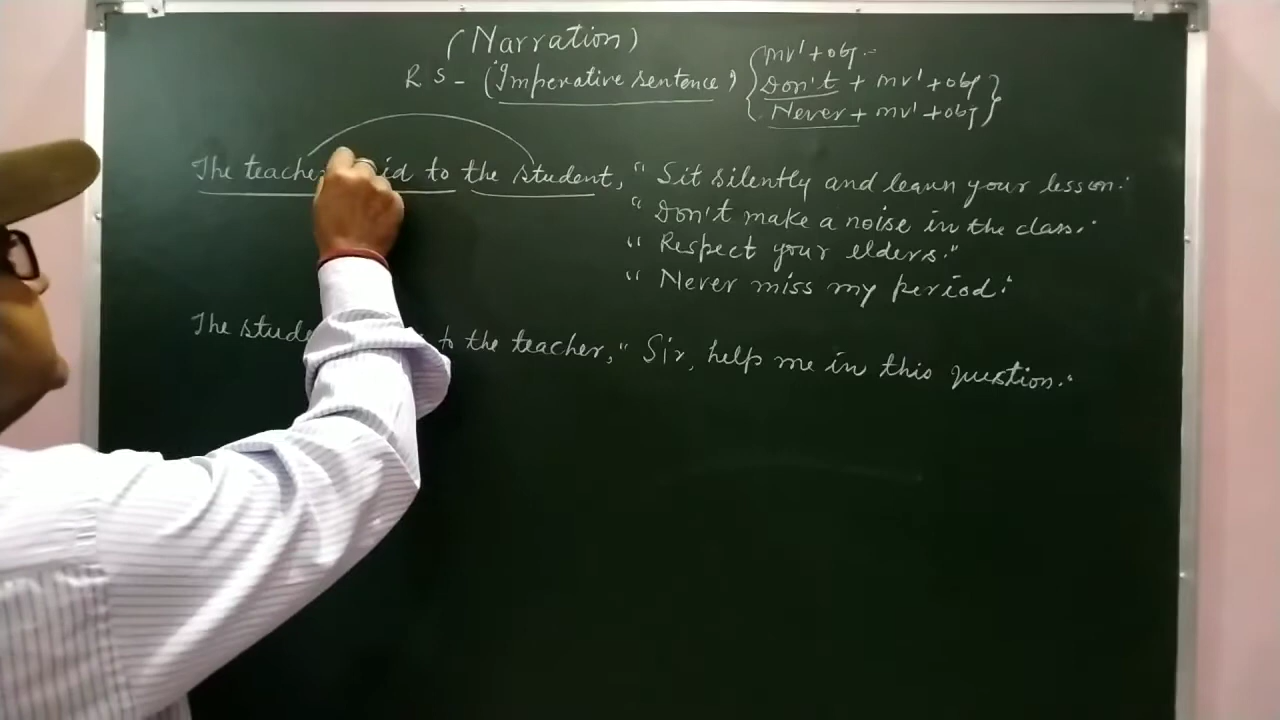 (Narration)
R S - (Imperative sentence) { mv¹ + obj -
Don't + mv¹ + obj
Never + mv¹ + obj }
The teacher to the student, " Sit silently and learn your lesson."
" Don't make a noise in the class."
" Respect your elders."
" Never miss my period."
The to the teacher, " Sir, help me in this question."